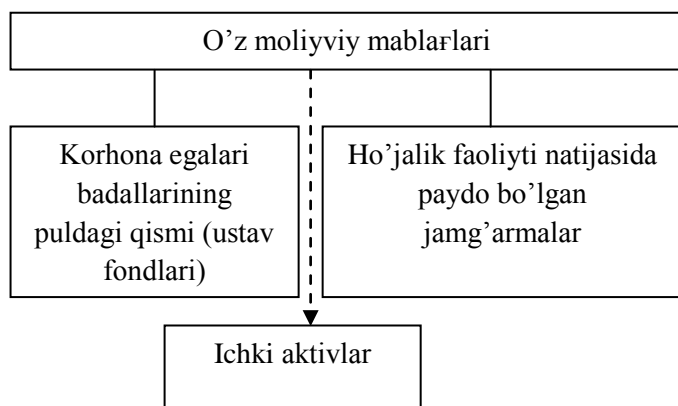 O’z moliyviy mablaғlari
Korhona egalari
badallarining
puldagi qismi (ustav
fondlari)
Ho’jalik faoliyti natijasida
paydo bo’lgan
jamg’armalar
Ichki aktivlar